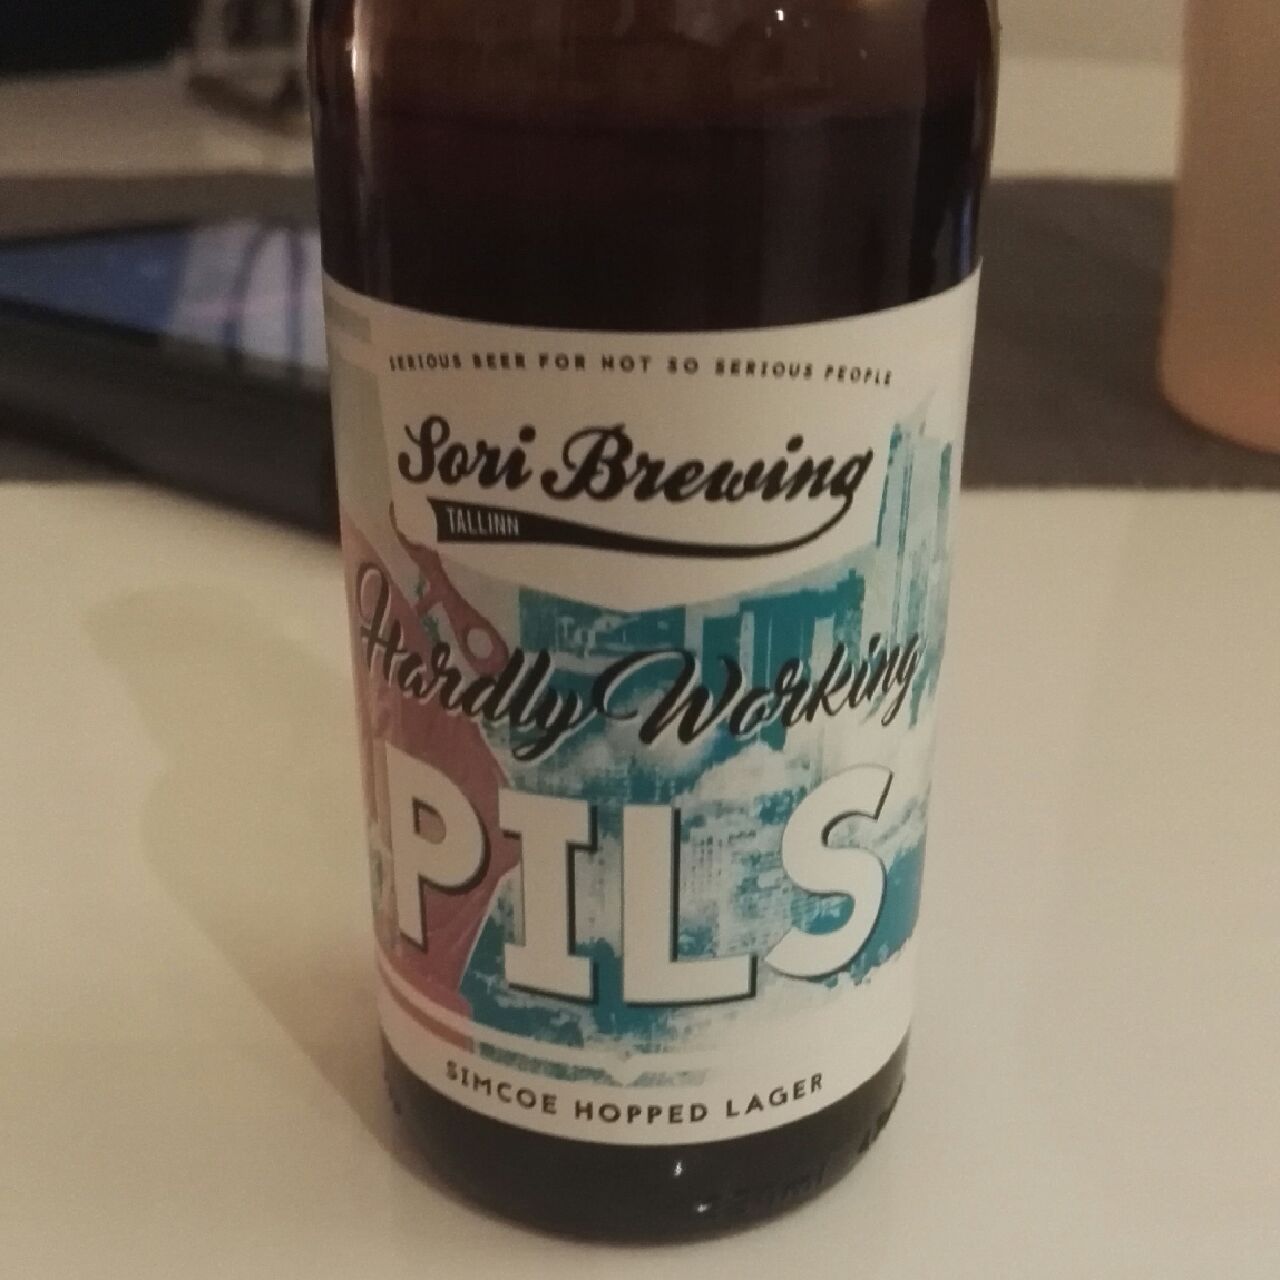 SERIOUS BEER FOR NOT SO SERIOUS PEOPLE
Sori Brewing
TALLINN
Hardly Working
PILS
SIMCOE HOPPED LAGER